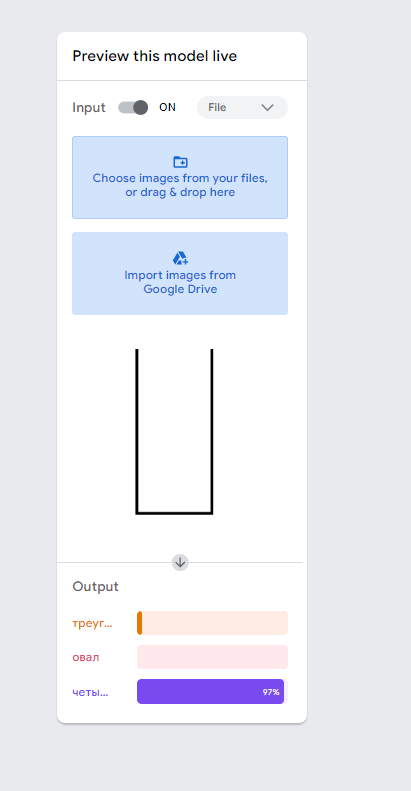 Preview this model live
Input ON File
Choose images from your files,
or drag & drop here
Import images from
Google Drive
Output
треуг...
овал
четы... 97%